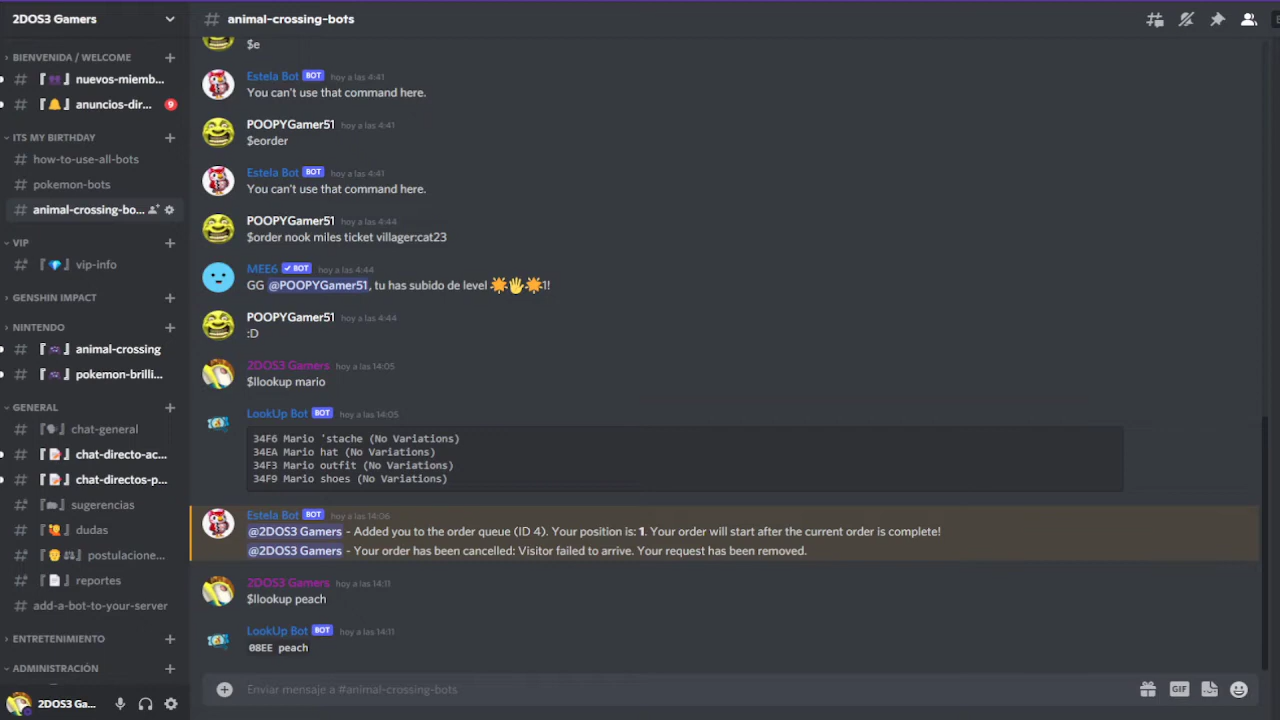 2DOS3 Gamers
BIENVENIDA / WELCOME
nuevos-miemb...
anuncios-dir...
9
ITS MY BIRTHDAY
how-to-use-all-bots
pokemon-bots
animal-crossing-bo...
VIP
vip-info
GENSHIN IMPACT
NINTENDO
animal-crossing
pokemon-brilli...
GENERAL
chat-general
chat-directo-ac...
chat-directos-p...
sugerencias
dudas
postulacione...
reportes
add-a-bot-to-your-server
ENTRETENIMIENTO
ADMINISTRACIÓN
2DOS3 Ga...
# animal-crossing-bots
$e
Estela Bot BOT hoy a las 4:41
You can't use that command here.
POOPYGamer51 hoy a las 4:41
$eorder
Estela Bot BOT hoy a las 4:41
You can't use that command here.
POOPYGamer51 hoy a las 4:44
$order nook miles ticket villager:cat23
MEE6 BOT hoy a las 4:44
GG @POOPYGamer51, tu has subido de level 1!
POOPYGamer51 hoy a las 4:44
:D
2DOS3 Gamers hoy a las 14:05
$llookup mario
LookUp Bot BOT hoy a las 14:05
34F6 Mario 'stache (No Variations)
34EA Mario hat (No Variations)
34F3 Mario outfit (No Variations)
34F9 Mario shoes (No Variations)
Estela Bot BOT hoy a las 14:06
@2DOS3 Gamers - Added you to the order queue (ID 4). Your position is: 1. Your order will start after the current order is complete!
@2DOS3 Gamers - Your order has been cancelled: Visitor failed to arrive. Your request has been removed.
2DOS3 Gamers hoy a las 14:11
$llookup peach
LookUp Bot BOT hoy a las 14:11
08EE peach
Enviar mensaje a #animal-crossing-bots
GIF